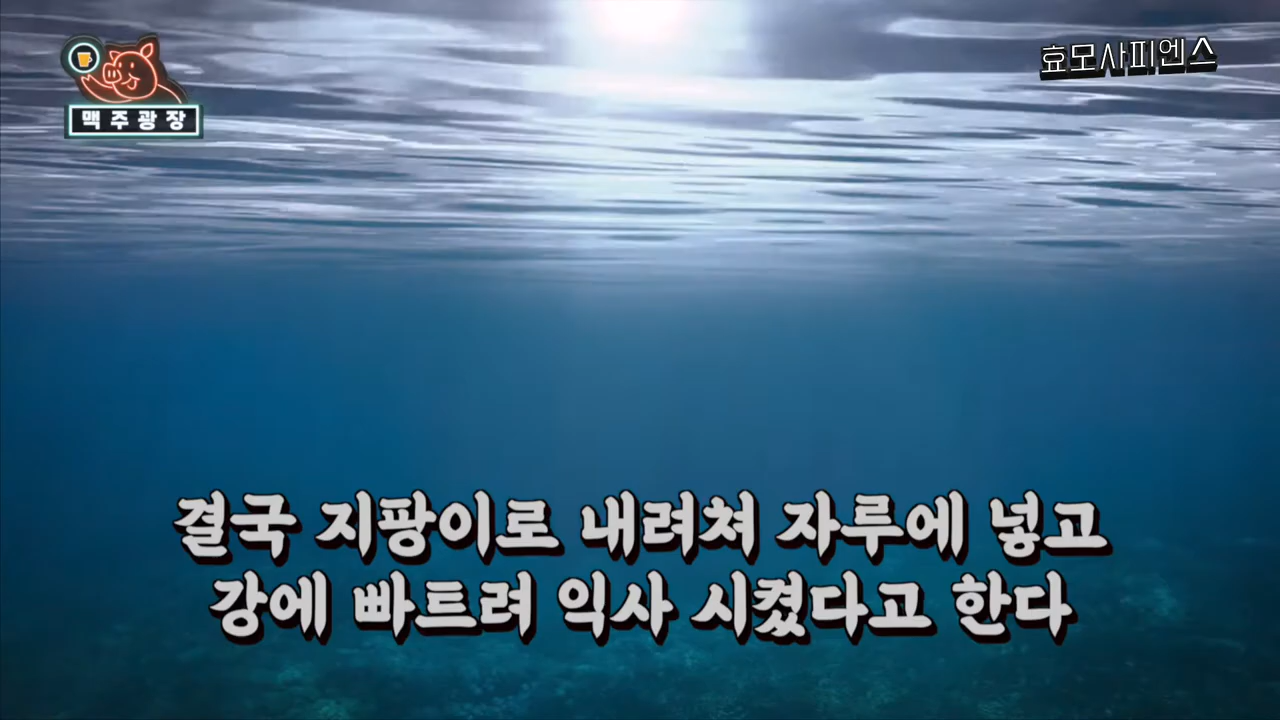 맥주광장
효모사피엔스
결국 지팡이로 내려쳐 자루에 넣고
강에 빠트려 익사 시켰다고 한다